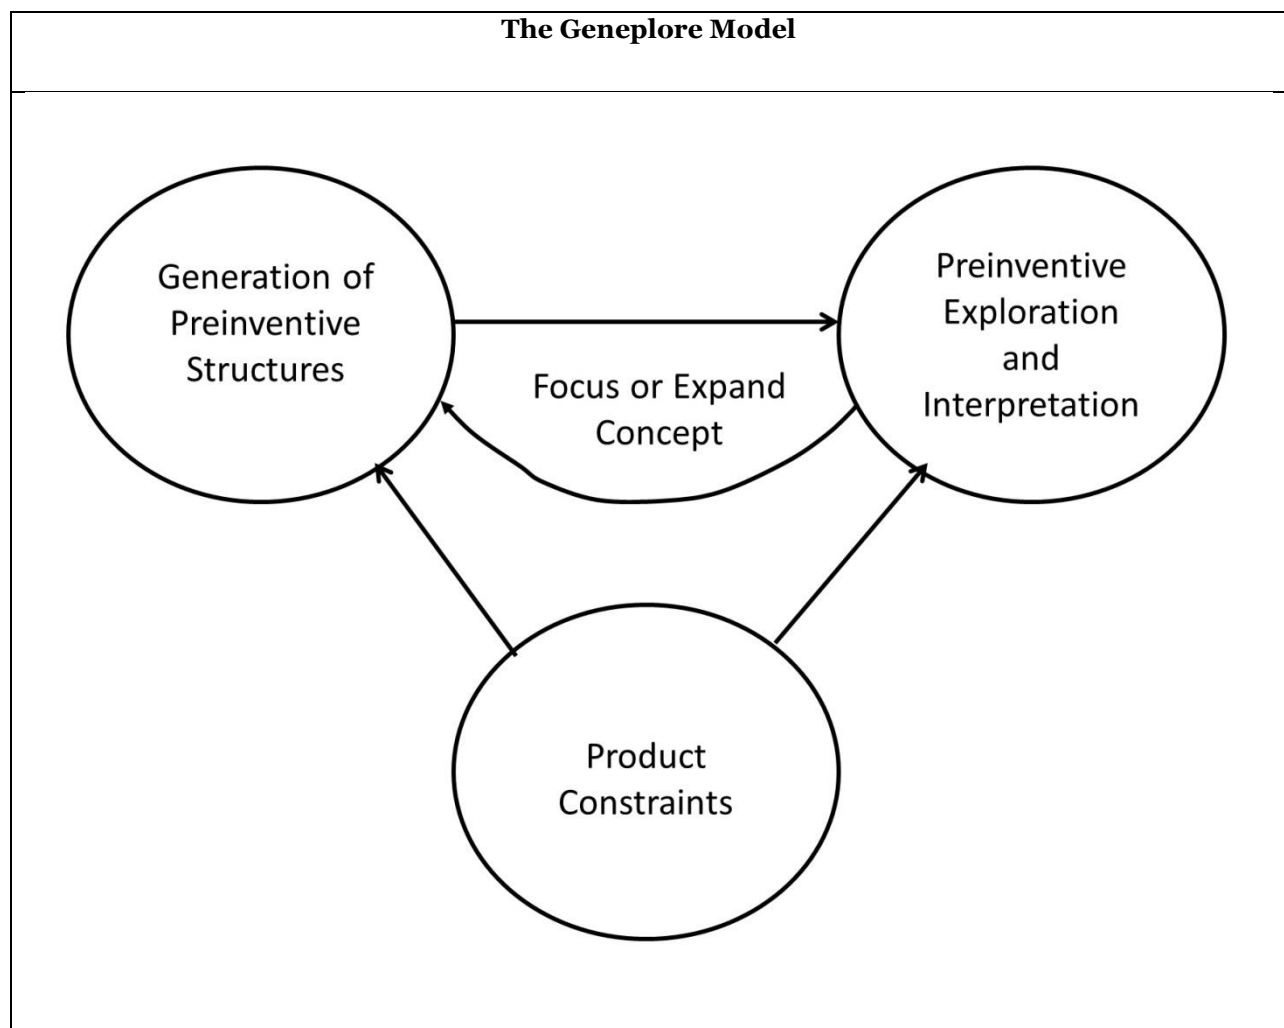 The Geneplore Model
Generation of
Preinventive
Structures
Preinventive
Exploration
and
Interpretation
Focus or Expand
Concept
Product
Constraints